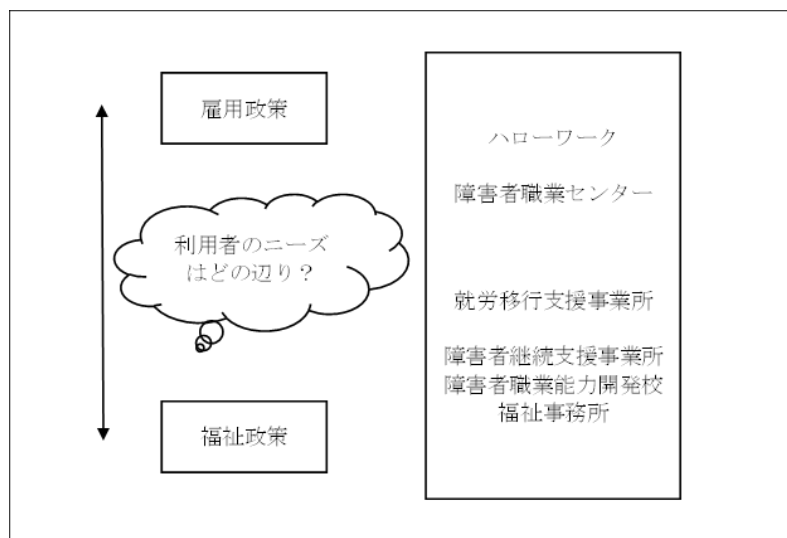 雇用政策
利用者のニーズ
はどの辺り？
福祉政策
ハローワーク
障害者職業センター
就労移行支援事業所
障害者継続支援事業所
障害者職業能力開発校
福祉事務所